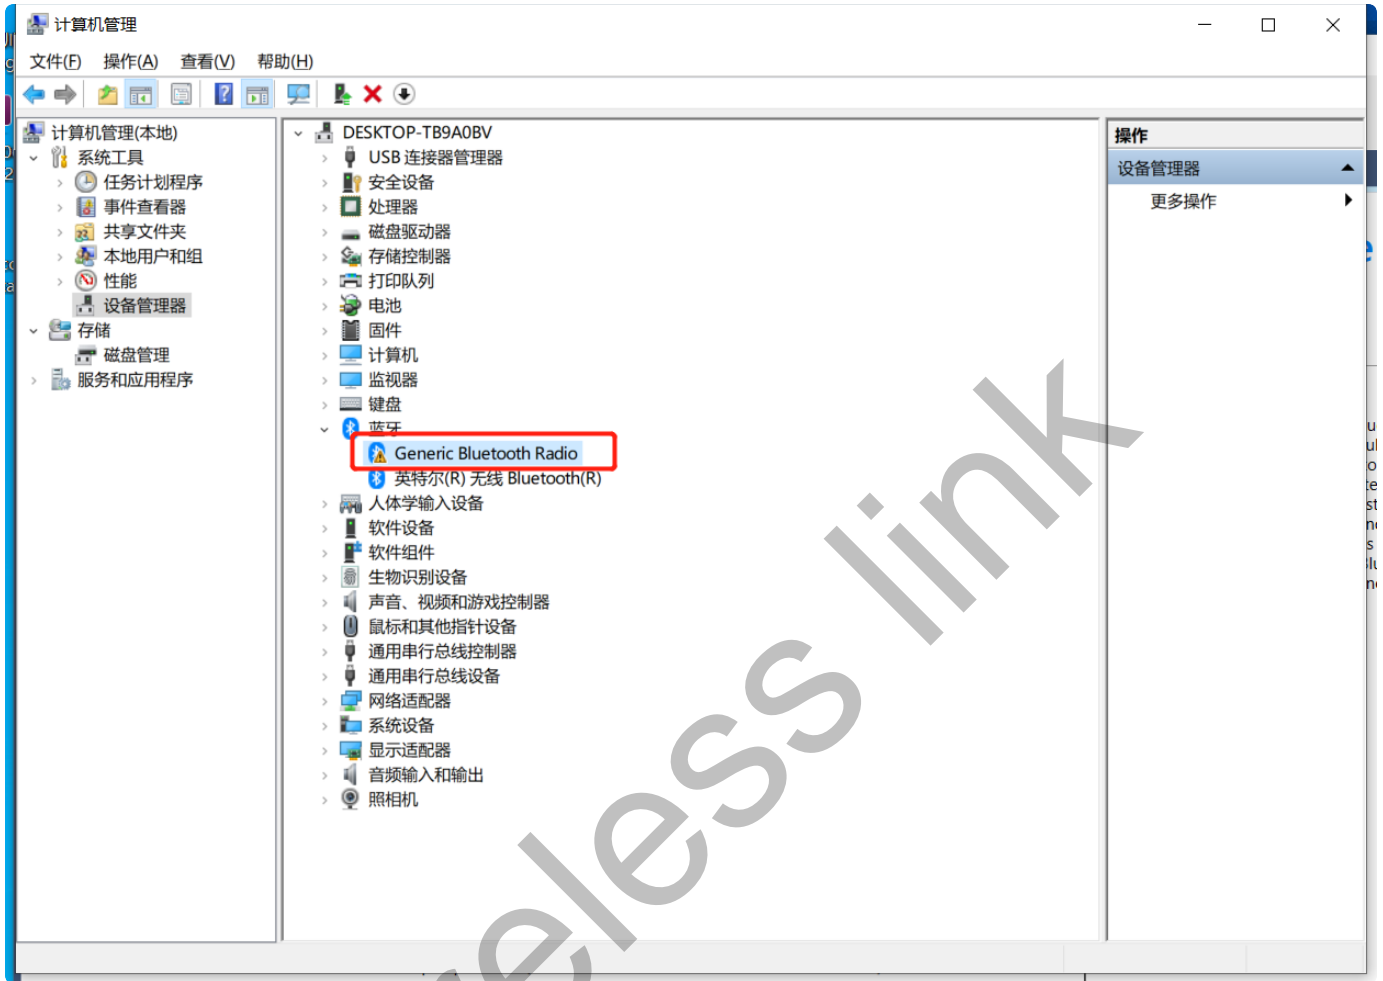 计算机管理
文件(F) 操作(A) 查看(V) 帮助(H)
计算机管理(本地)
系统工具
任务计划程序
事件查看器
共享文件夹
本地用户和组
性能
设备管理器
存储
磁盘管理
服务和应用程序
DESKTOP-TB9A0BV
USB 连接器管理器
安全设备
处理器
磁盘驱动器
存储控制器
打印队列
电池
固件
计算机
监视器
键盘
蓝牙
Generic Bluetooth Radio
英特尔(R) 无线 Bluetooth(R)
人体学输入设备
软件设备
软件组件
生物识别设备
声音、视频和游戏控制器
鼠标和其他指针设备
通用串行总线控制器
通用串行总线设备
网络适配器
系统设备
显示适配器
音频输入和输出
照相机
操作
设备管理器
更多操作
eless link